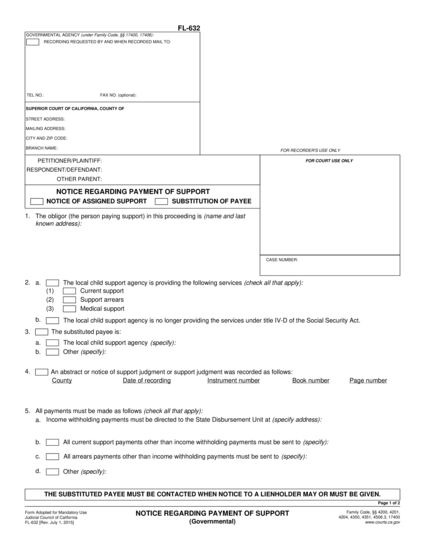 FL-632
GOVERNMENTAL AGENCY (under Family Code, §§ 17400, 17406):
RECORDING REQUESTED BY AND WHEN RECORDED MAIL TO:
TEL NO.: FAX NO. (optional):
SUPERIOR COURT OF CALIFORNIA, COUNTY OF
STREET ADDRESS:
MAILING ADDRESS:
CITY AND ZIP CODE:
BRANCH NAME:
FOR RECORDER'S USE ONLY
PETITIONER/PLAINTIFF:
RESPONDENT/DEFENDANT:
OTHER PARENT:
FOR COURT USE ONLY
NOTICE REGARDING PAYMENT OF SUPPORT
NOTICE OF ASSIGNED SUPPORT SUBSTITUTION OF PAYEE
1. The obligor (the person paying support) in this proceeding is (name and last
known address):
CASE NUMBER:
2. a. The local child support agency is providing the following services (check all that apply):
(1) Current support
(2) Support arrears
(3) Medical support
b. The local child support agency is no longer providing the services under title IV-D of the Social Security Act.
3. The substituted payee is:
a. The local child support agency (specify):
b. Other (specify):
4. An abstract or notice of support judgment or support judgment was recorded as follows:
County Date of recording Instrument number Book number Page number
5. All payments must be made as follows (check all that apply):
a. Income withholding payments must be directed to the State Disbursement Unit at (specify address):
b. All current support payments other than income withholding payments must be sent to (specify):
c. All arrears payments other than income withholding payments must be sent to (specify):
d. Other (specify):
THE SUBSTITUTED PAYEE MUST BE CONTACTED WHEN NOTICE TO A LIENHOLDER MAY OR MUST BE GIVEN.
Page 1 of 2
Form Adopted for Mandatory Use
Judicial Council of California
FL-632 [Rev. July 1, 2015]
NOTICE REGARDING PAYMENT OF SUPPORT
(Governmental)
Family Code, §§ 4200, 4201,
4204, 4350, 4351, 4506.3, 17400
www.courts.ca.gov